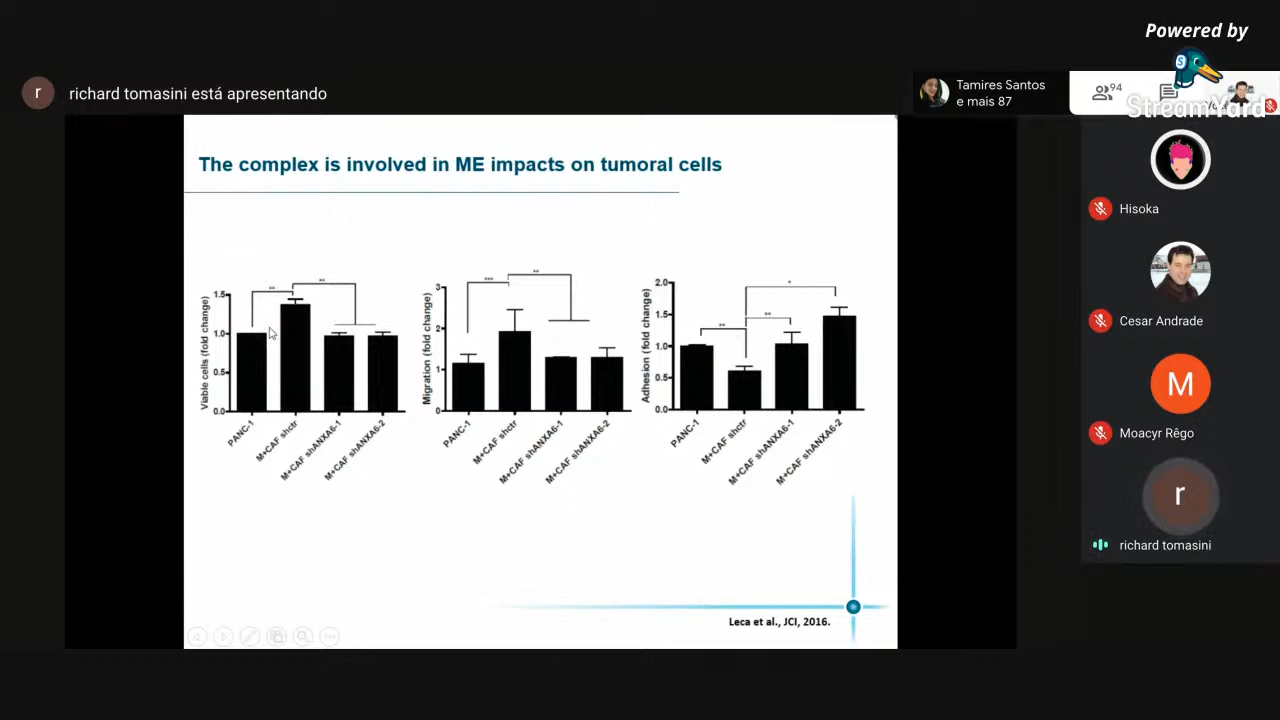 Powered by
StreamYard
r
richard tomasini está apresentando
Tamires Santos
e mais 87
94
The complex is involved in ME impacts on tumoral cells
Viable cells (fold change)
1.5
1.0
0.5
0.0
**
**
PANC-1
M+CAF shctr
M+CAF shANXA6-1
M+CAF shANXA6-2
Migration (fold change)
3
2
1
0
***
**
PANC-1
M+CAF shctr
M+CAF shANXA6-1
M+CAF shANXA6-2
Adhesion (fold change)
2.0
1.5
1.0
0.5
0.0
**
**
*
PANC-1
M+CAF shctr
M+CAF shANXA6-1
M+CAF shANXA6-2
Leca et al., JCI, 2016.
Hisoka
Cesar Andrade
M
Moacyr Rêgo
r
richard tomasini